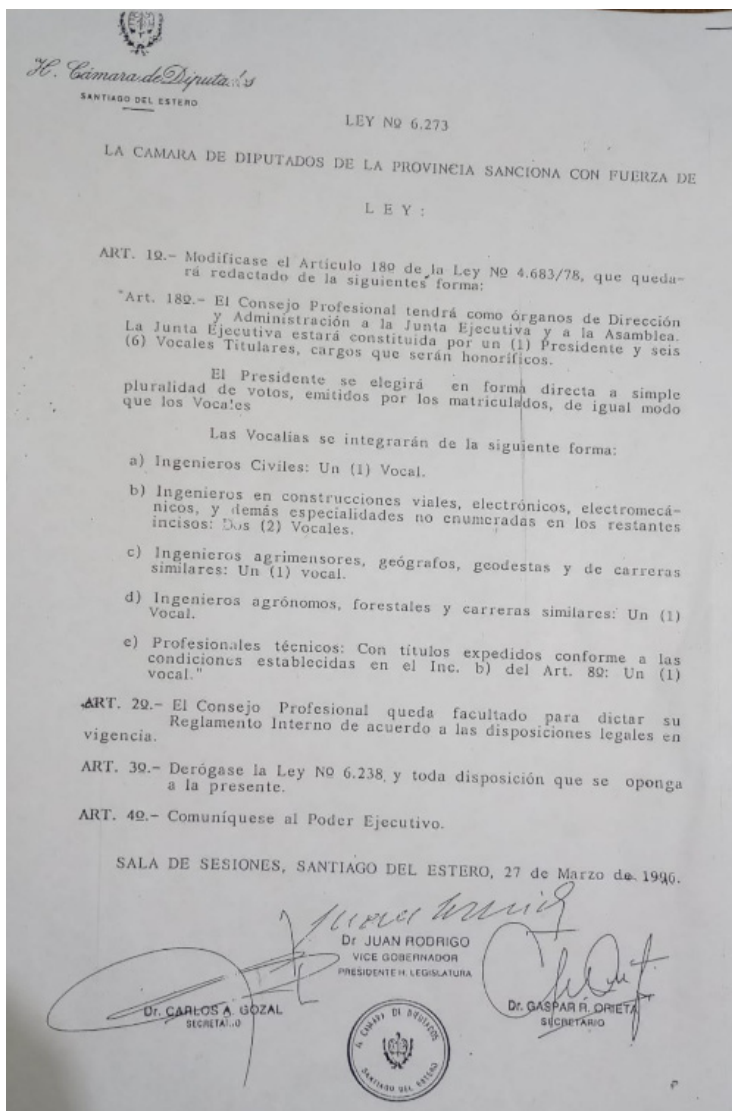 H. Cámara de Diputados
SANTIAGO DEL ESTERO
LEY Nº 6.273
LA CAMARA DE DIPUTADOS DE LA PROVINCIA SANCIONA CON FUERZA DE
L E Y :
ART. 1º.- Modifícase el Artículo 18º de la Ley Nº 4.683/78, que queda-
rá redactado de la siguientes forma:
"Art. 18º.- El Consejo Profesional tendrá como órganos de Dirección
y Administración a la Junta Ejecutiva y a la Asamblea.
La Junta Ejecutiva estará constituida por un (1) Presidente y seis
(6) Vocales Titulares, cargos que serán honoríficos.
El Presidente se elegirá en forma directa a simple
pluralidad de votos, emitidos por los matriculados, de igual modo
que los Vocales
Las Vocalías se integrarán de la siguiente forma:
a) Ingenieros Civiles: Un (1) Vocal.
b) Ingenieros en construcciones viales, electrónicos, electromecá-
nicos, y demás especialidades no enumeradas en los restantes
incisos: Dos (2) Vocales.
c) Ingenieros agrimensores, geógrafos, geodestas y de carreras
similares: Un (1) vocal.
d) Ingenieros agrónomos, forestales y carreras similares: Un (1)
Vocal.
e) Profesionales técnicos: Con títulos expedidos conforme a las
condiciones establecidas en el Inc. b) del Art. 8º: Un (1)
vocal."
ART. 2º.- El Consejo Profesional queda facultado para dictar su
Reglamento Interno de acuerdo a las disposiciones legales en
vigencia.
ART. 3º.- Derógase la Ley Nº 6.238, y toda disposición que se oponga
a la presente.
ART. 4º.- Comuníquese al Poder Ejecutivo.
SALA DE SESIONES, SANTIAGO DEL ESTERO, 27 de Marzo de 1996.
Dr JUAN RODRIGO
VICE GOBERNADOR
PRESIDENTE H. LEGISLATURA
Dr. CARLOS A. GOZAL
SECRETARIO
Dr. GASPAR R. ORIETA
SECRETARIO
H. CAMARA DE DIPUTADOS
SANTIAGO DEL ESTERO